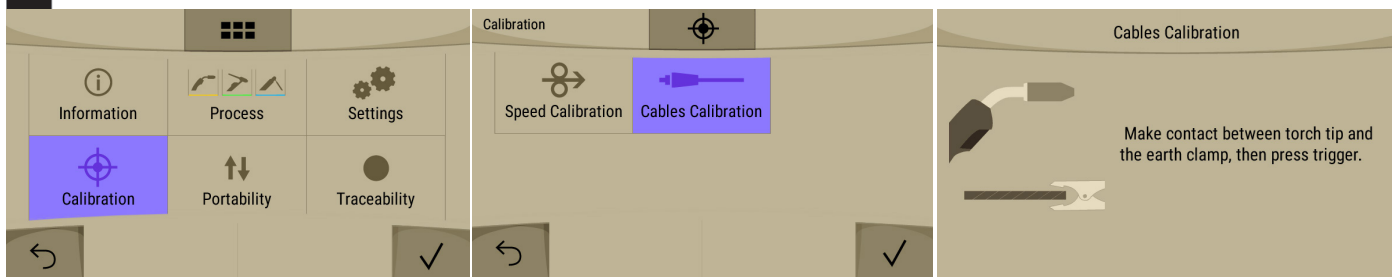 Information
Process
Settings
Calibration
Portability
Traceability
Calibration
Speed Calibration
Cables Calibration
Cables Calibration
Make contact between torch tip and
the earth clamp, then press trigger.